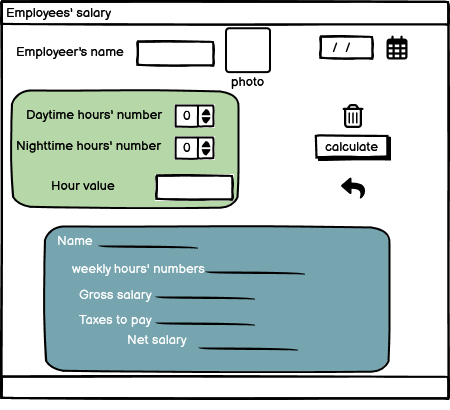 Employees' salary
Employeer's name
/ /
photo
Daytime hours' number 0
Nighttime hours' number 0
calculate
Hour value
Name
weekly hours' numbers
Gross salary
Taxes to pay
Net salary